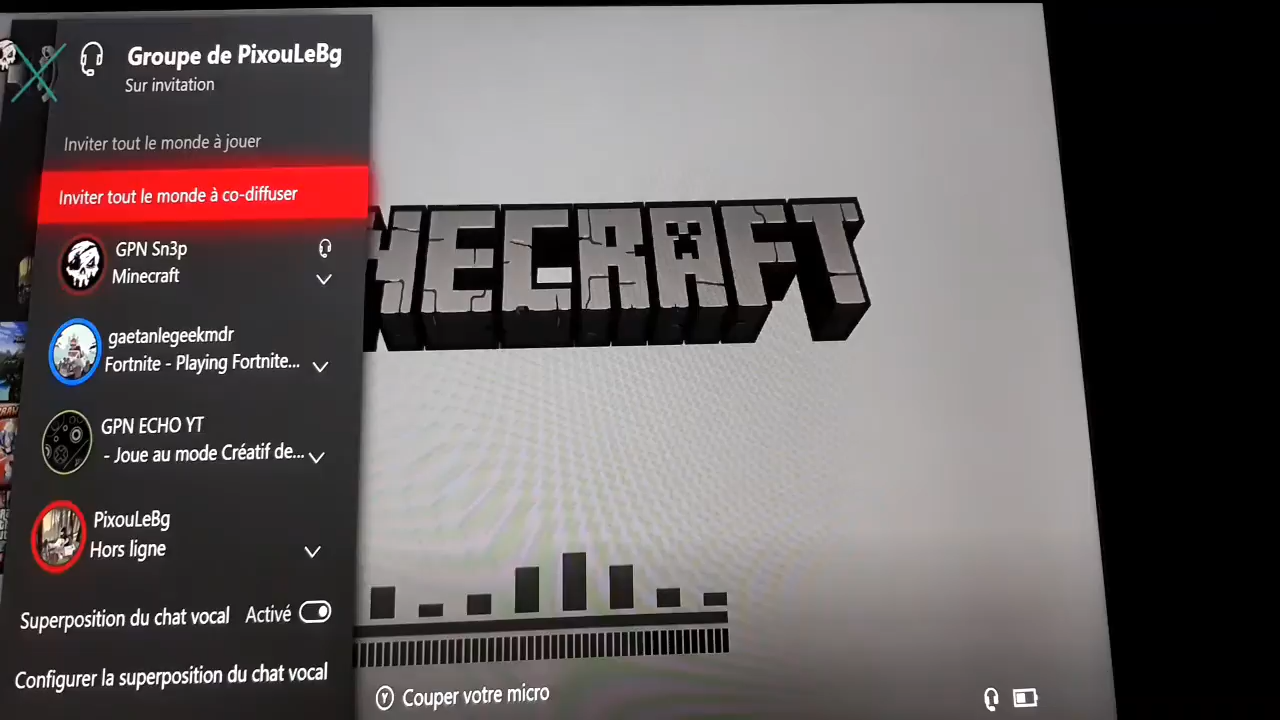 Groupe de PixouLeBg
Sur invitation
Inviter tout le monde à jouer
Inviter tout le monde à co-diffuser
GPN Sn3p
Minecraft
gaetanlegeekmdr
Fortnite - Playing Fortnite...
GPN ECHO YT
- Joue au mode Créatif de...
PixouLeBg
Hors ligne
Superposition du chat vocal Activé
Configurer la superposition du chat vocal
NECRAFT
Y Couper votre micro